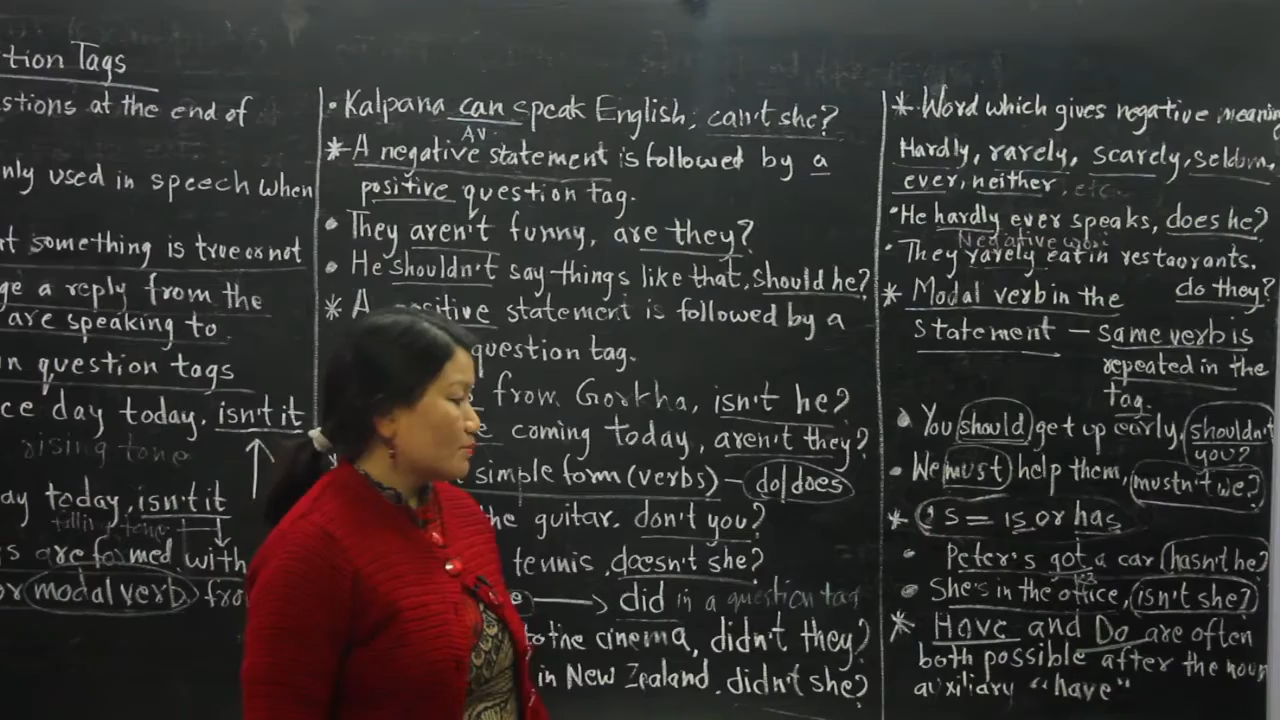 tion Tags
stions at the end of
nly used in speech when
t something is true or not
ge a reply from the
are speaking to
n question tags
ce day today, isn't it
rising tone
ay today, isn't it
falling tone
s are formed with
or modal verb fro
• Kalpana can speak English, can't she?
AV
* A negative statement is followed by a
positive question tag.
• They aren't funny, are they?
• He shouldn't say things like that, should he?
* A positive statement is followed by a
question tag.
from Gorkha, isn't he?
coming today, aren't they?
simple form (verbs) – do/does
the guitar. don't you?
tennis, doesn't she?
did in a question tag
to the cinema, didn't they?
in New Zealand, didn't she?
* Word which gives negative meaning
Hardly, rarely, scarely, seldom,
ever, neither, etc.
• He hardly ever speaks, does he?
Negative word
• They rarely eat in restaurants.
do they?
* Modal verb in the
statement – same verb is
repeated in the
tag.
• You should get up early, shouldn't
you?
• We must help them, mustn't we?
* 's = is or has
• Peter's got a car hasn't he?
• She's in the office, isn't she?
* Have and Do are often
both possible after the
auxiliary "have"